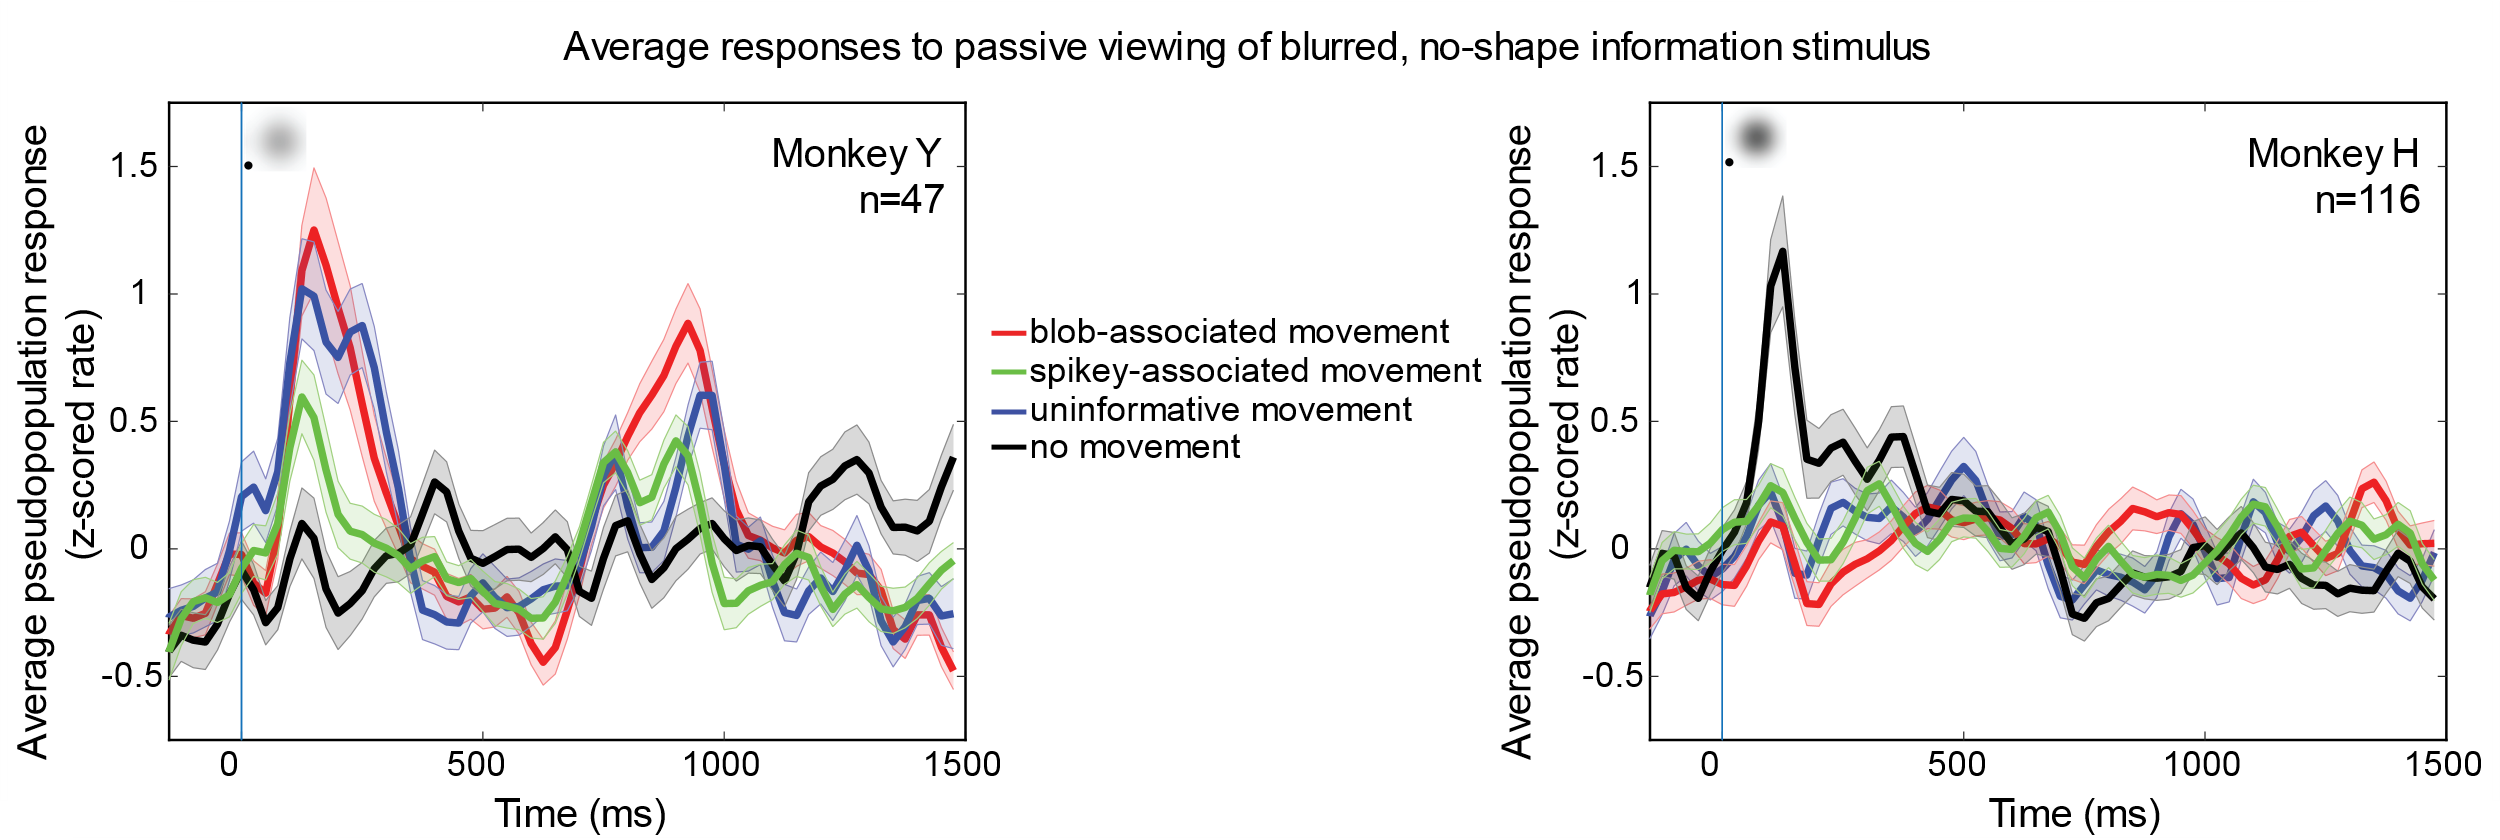 Average responses to passive viewing of blurred, no-shape information stimulus
Average pseudopopulation response
(z-scored rate)
1.5
1
0.5
0
-0.5
Monkey Y
n=47
0
500
1000
1500
Time (ms)
blob-associated movement
spikey-associated movement
uninformative movement
no movement
Average pseudopopulation response
(z-scored rate)
1.5
1
0.5
0
-0.5
Monkey H
n=116
0
500
1000
1500
Time (ms)